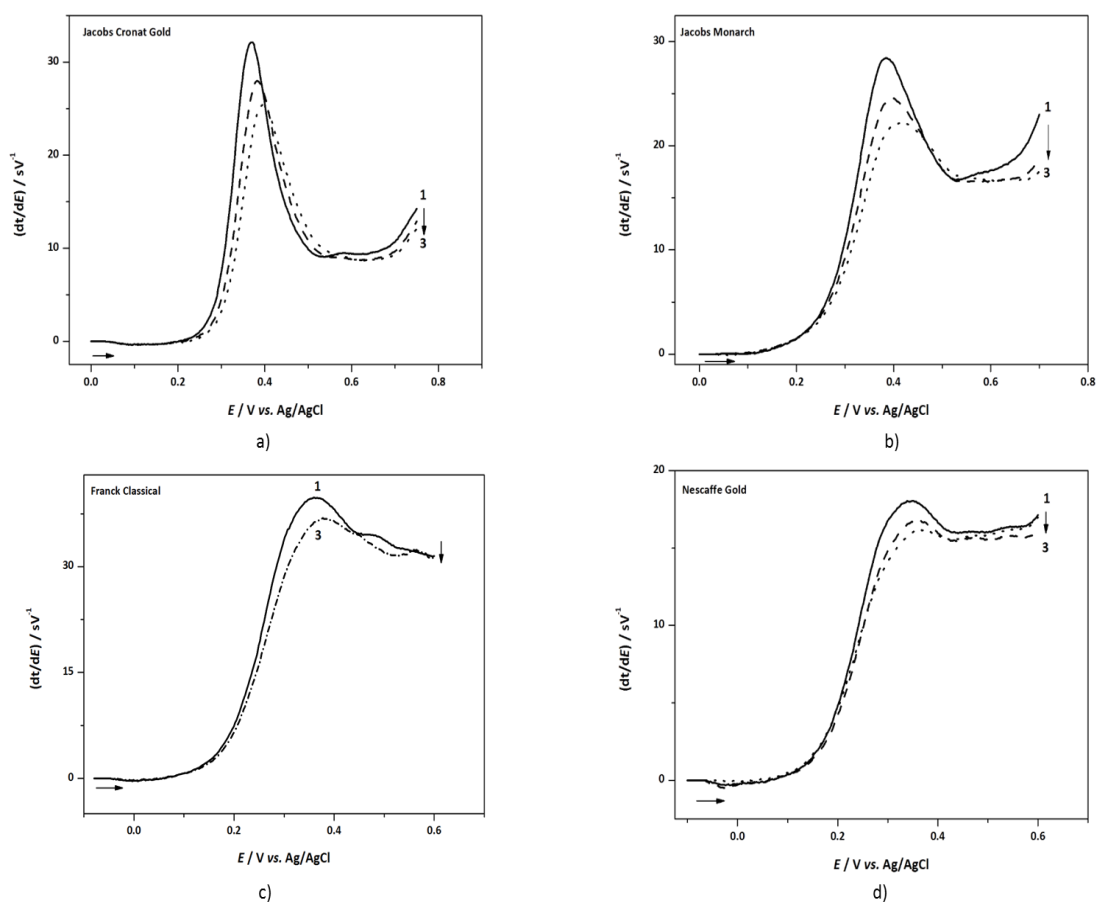 Jacobs Cronat Gold
30
20
10
0
(dt/dE) / sV⁻¹
1
3
0.0 0.2 0.4 0.6 0.8
E / V vs. Ag/AgCl
a)
Jacobs Monarch
30
20
10
0
(dt/dE) / sV⁻¹
1
3
0.0 0.2 0.4 0.6 0.8
E / V vs. Ag/AgCl
b)
Franck Classical
30
15
0
(dt/dE) / sV⁻¹
1
3
0.0 0.2 0.4 0.6
E / V vs. Ag/AgCl
c)
Nescaffe Gold
20
10
0
(dt/dE) / sV⁻¹
1
3
0.0 0.2 0.4 0.6
E / V vs. Ag/AgCl
d)